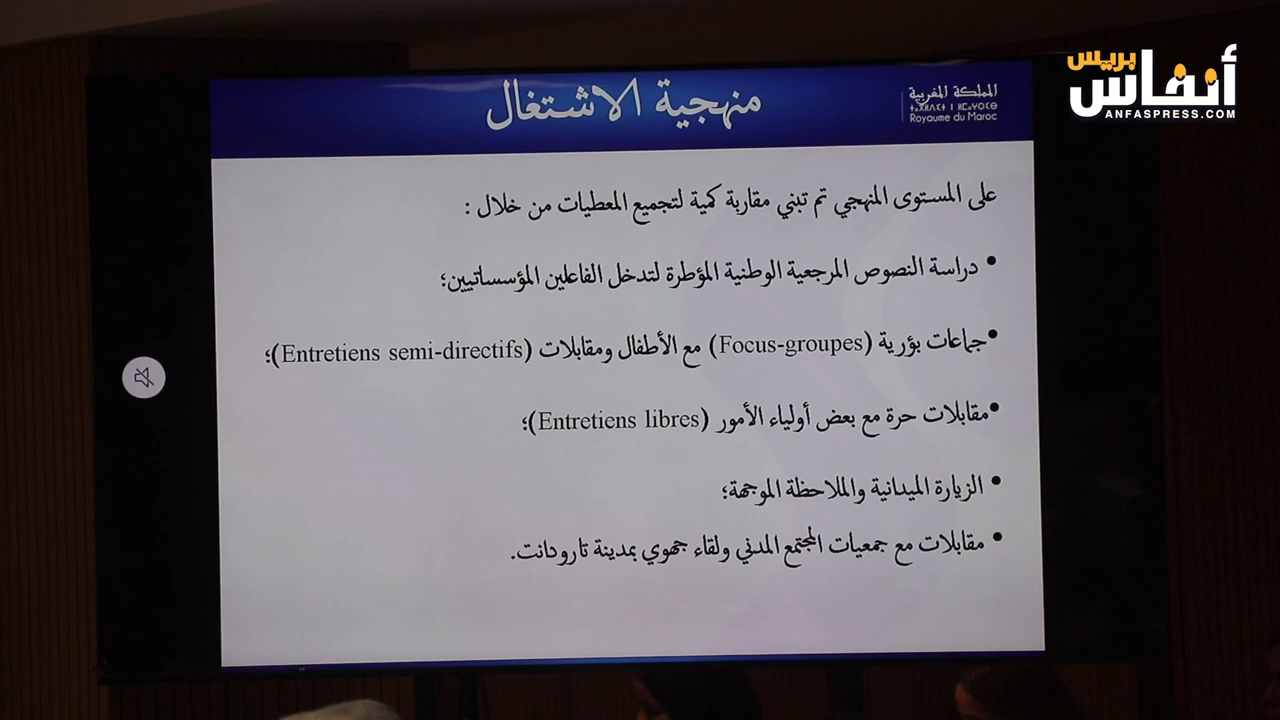 أنفاس بريس
ANFASPRESS.COM
منهجية الاشتغال
المملكة المغربية
ⵜⴰⴳⵍⴷⵉⵜ ⵏ ⵍⵎⵖⵔⵉⴱ
Royaume du Maroc
على المستوى المنهجي تم تبني مقاربة كمية لتجميع المعطيات من خلال :
• دراسة النصوص المرجعية الوطنية المؤطرة لتدخل الفاعلين المؤسساتيين؛
• جماعات بؤرية (Focus-groupes) مع الأطفال ومقابلات (Entretiens semi-directifs)؛
• مقابلات حرة مع بعض أولياء الأمور (Entretiens libres)؛
• الزيارة الميدانية والملاحظة الموجهة؛
• مقابلات مع جمعيات المجتمع المدني ولقاء جهوي بمدينة تارودانت.